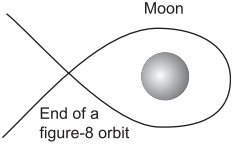 Moon
End of a
figure-8 orbit